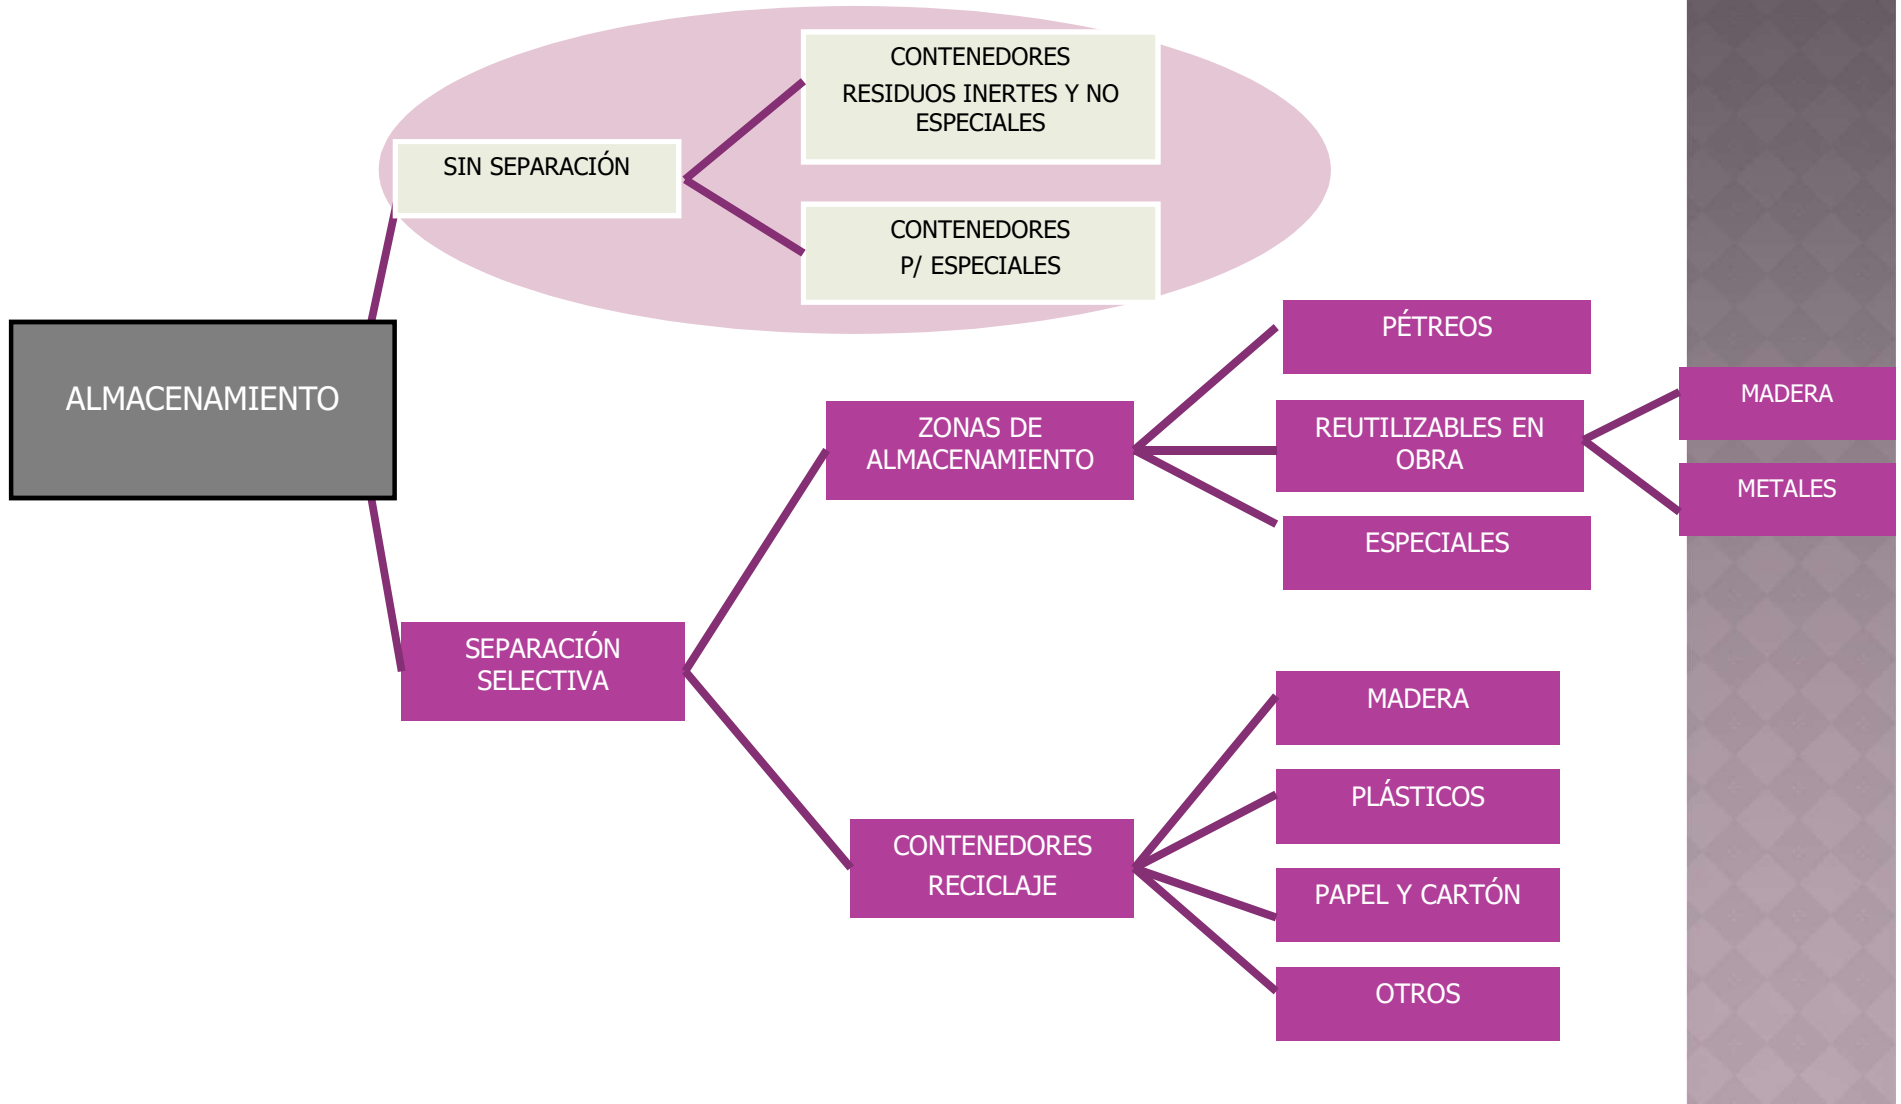 CONTENEDORES
RESIDUOS INERTES Y NO
ESPECIALES
SIN SEPARACIÓN
CONTENEDORES
P/ ESPECIALES
ALMACENAMIENTO
PÉTREOS
ZONAS DE
ALMACENAMIENTO
REUTILIZABLES EN
OBRA
MADERA
METALES
ESPECIALES
SEPARACIÓN
SELECTIVA
MADERA
PLÁSTICOS
CONTENEDORES
RECICLAJE
PAPEL Y CARTÓN
OTROS